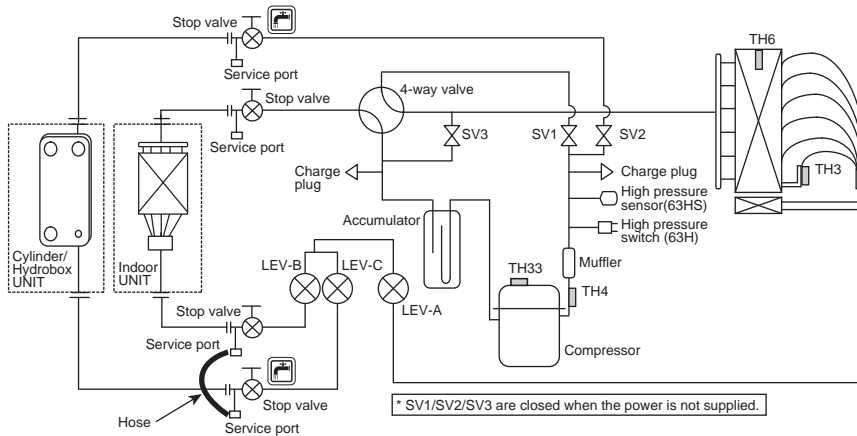 Stop valve
Service port
Stop valve
Service port
4-way valve
TH6
SV3
SV1
SV2
TH3
Charge
plug
Charge plug
High pressure
sensor(63HS)
High pressure
switch (63H)
Accumulator
Muffler
Cylinder/
Hydrobox
UNIT
Indoor
UNIT
LEV-B
LEV-C
LEV-A
TH33
TH4
Compressor
Stop valve
Service port
Hose
Stop valve
Service port
* SV1/SV2/SV3 are closed when the power is not supplied.